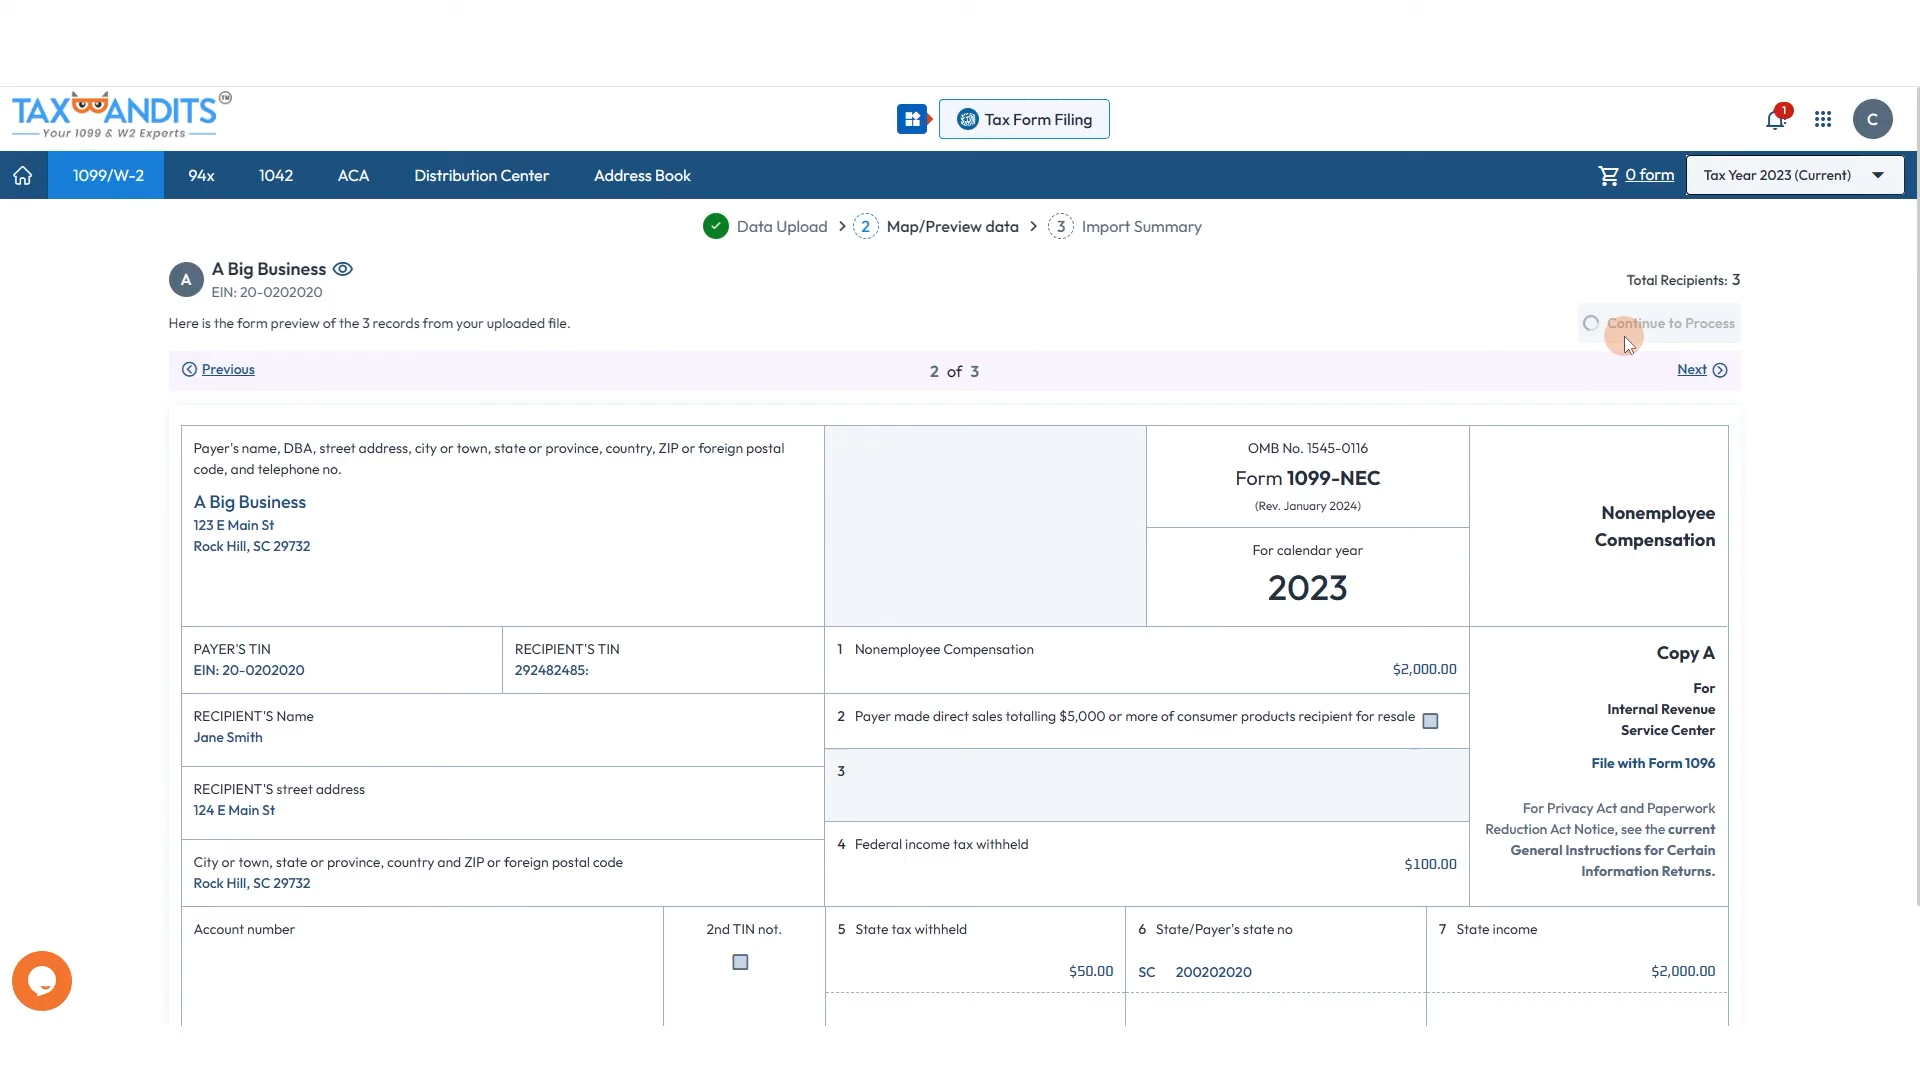 TAXBANDITS TM
Your 1099 & W2 Experts
Tax Form Filing
1
C
1099/W-2
94x
1042
ACA
Distribution Center
Address Book
0 form
Tax Year 2023 (Current)
Data Upload
2
Map/Preview data
3
Import Summary
A
A Big Business
EIN: 20-0202020
Total Recipients: 3
Here is the form preview of the 3 records from your uploaded file.
Continue to Process
Previous
2 of 3
Next
Payer's name, DBA, street address, city or town, state or province, country, ZIP or foreign postal
code, and telephone no.
A Big Business
123 E Main St
Rock Hill, SC 29732
OMB No. 1545-0116
Form 1099-NEC
(Rev. January 2024)
For calendar year
2023
Nonemployee
Compensation
PAYER'S TIN
EIN: 20-0202020
RECIPIENT'S TIN
292482485:
1 Nonemployee Compensation
$2,000.00
Copy A
For
Internal Revenue
Service Center
File with Form 1096
For Privacy Act and Paperwork
Reduction Act Notice, see the current
General Instructions for Certain
Information Returns.
RECIPIENT'S Name
Jane Smith
2 Payer made direct sales totalling $5,000 or more of consumer products recipient for resale
3
RECIPIENT'S street address
124 E Main St
4 Federal income tax withheld
$100.00
City or town, state or province, country and ZIP or foreign postal code
Rock Hill, SC 29732
Account number
2nd TIN not.
5 State tax withheld
$50.00
6 State/Payer's state no
SC 200202020
7 State income
$2,000.00